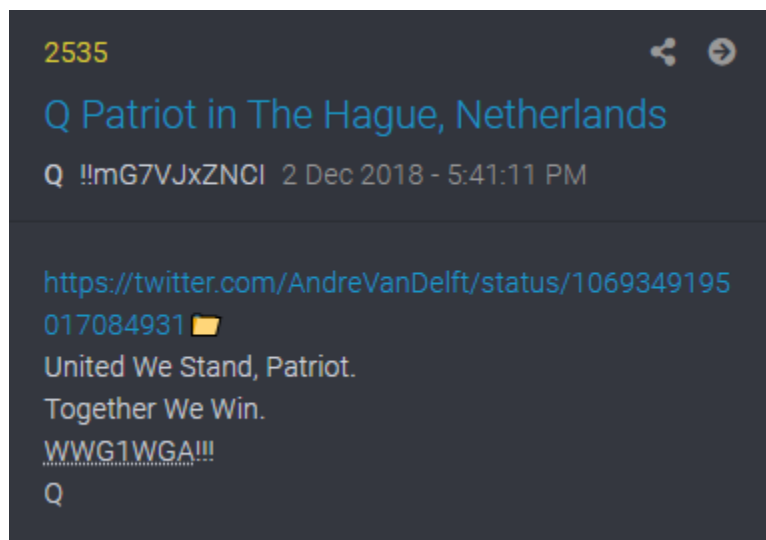 2535
Q Patriot in The Hague, Netherlands
Q !!mG7VJxZNCI 2 Dec 2018 - 5:41:11 PM
https://twitter.com/AndreVanDelft/status/1069349195
017084931
United We Stand, Patriot.
Together We Win.
WWG1WGA!!!
Q